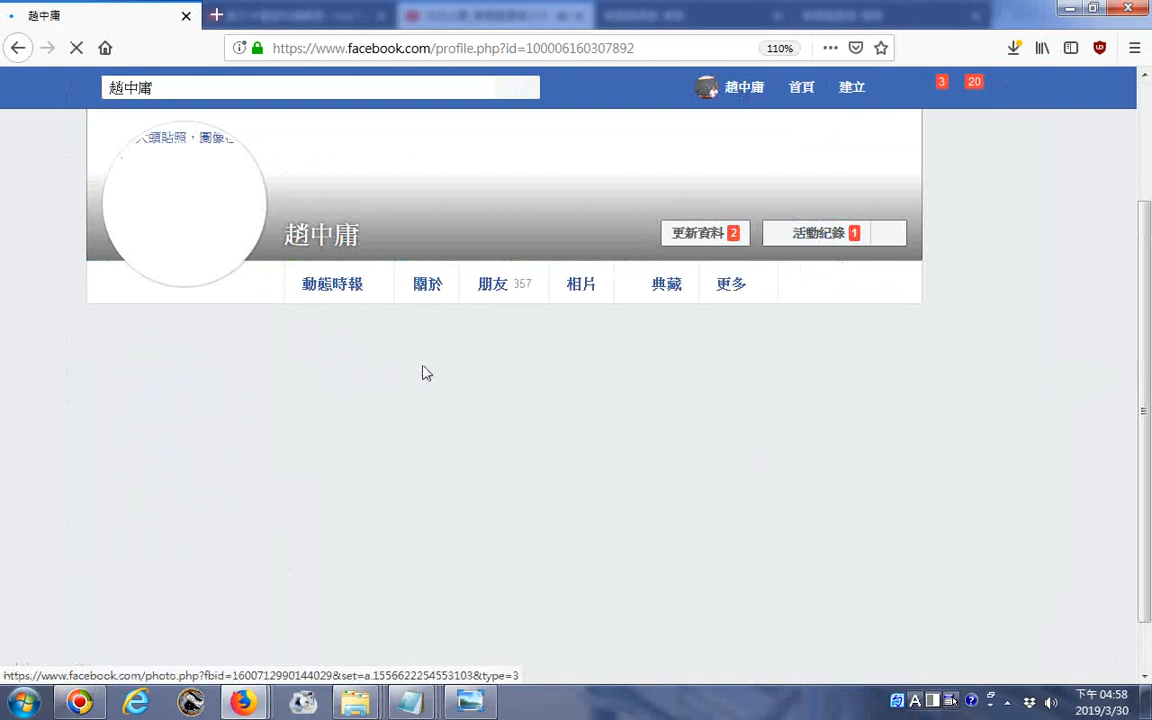 趙中庸
https://www.facebook.com/profile.php?id=100006160307892
110%
趙中庸
趙中庸 首頁 建立 3 20
大頭貼照，圖像
趙中庸
更新資料 2 活動紀錄 1
動態時報 關於 朋友 357 相片 典藏 更多
https://www.facebook.com/photo.php?fbid=1600712990144029&set=a.1556622254553103&type=3
下午 04:58
2019/3/30